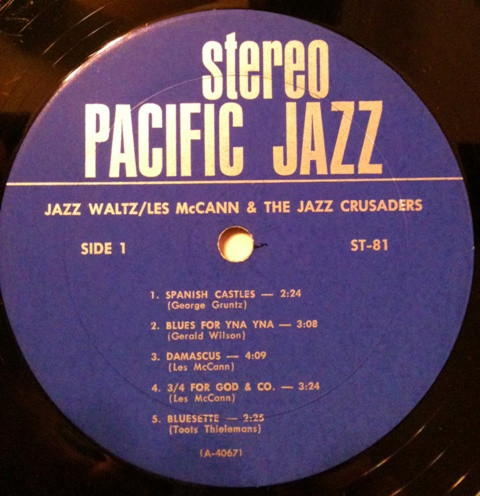 stereo
PACIFIC JAZZ
JAZZ WALTZ/LES McCANN & THE JAZZ CRUSADERS
SIDE 1 ST-81
1. SPANISH CASTLES — 2:24
(George Gruntz)
2. BLUES FOR YNA YNA — 3:08
(Gerald Wilson)
3. DAMASCUS — 4:09
(Les McCann)
4. 3/4 FOR GOD & CO. — 3:24
(Les McCann)
5. BLUESETTE — 2:25
(Toots Thielemans)
(A-4067)